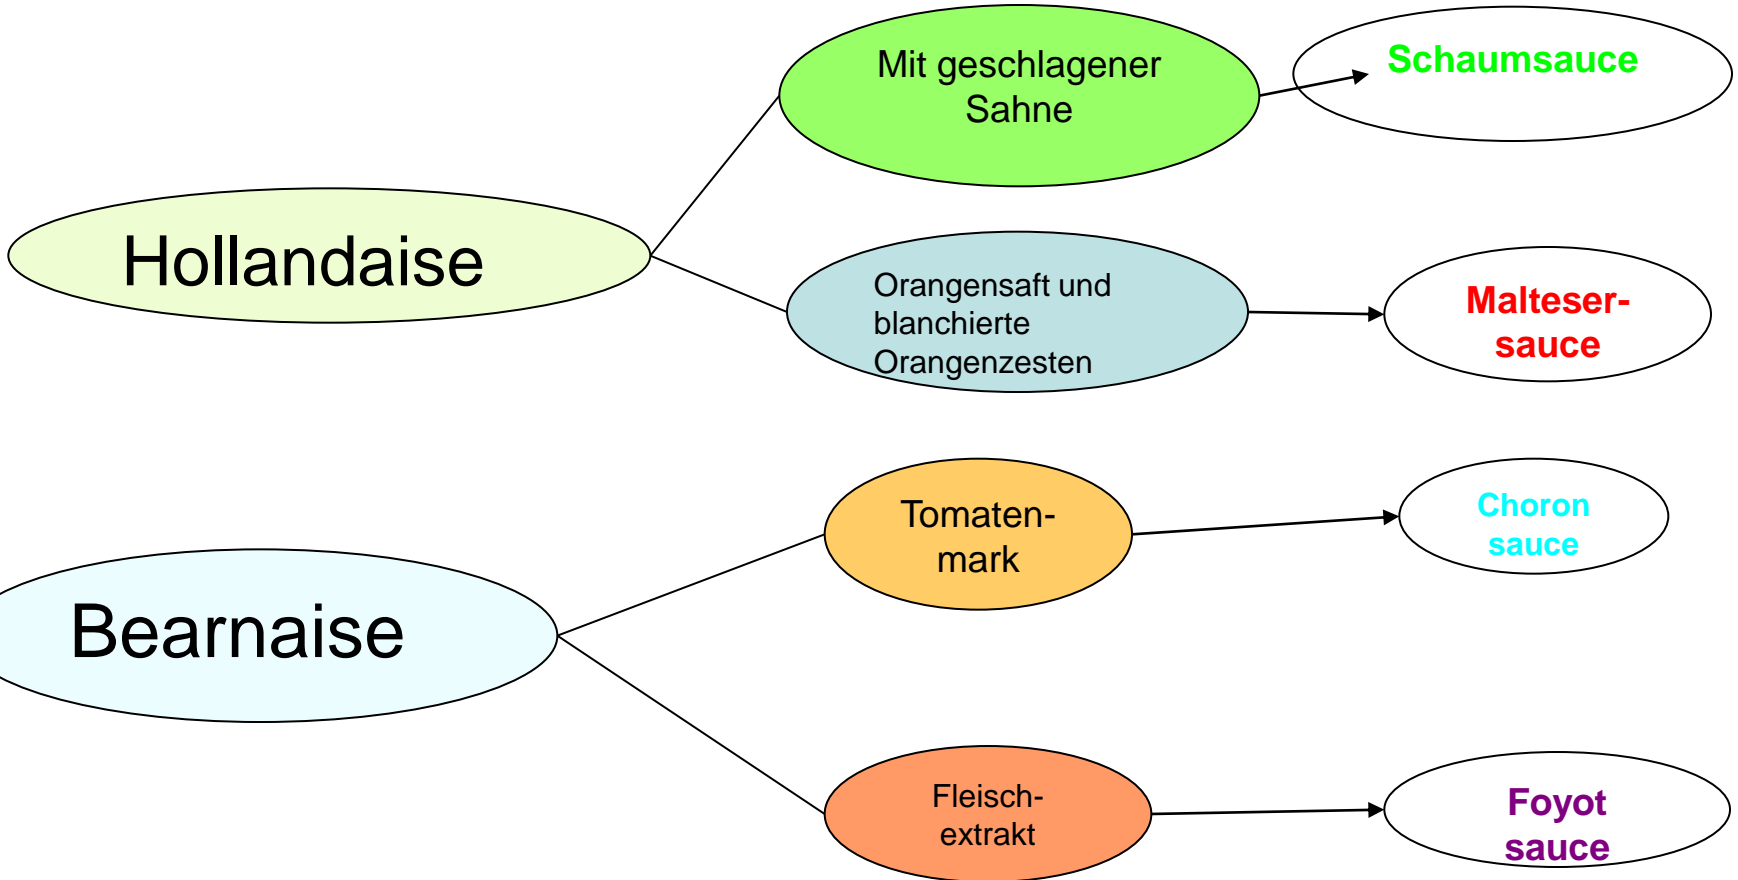 Mit geschlagener
Sahne
Schaumsauce
Hollandaise
Orangensaft und
blanchierte
Orangenzesten
Malteser-
sauce
Tomaten-
mark
Choron
sauce
Bearnaise
Fleisch-
extrakt
Foyot
sauce